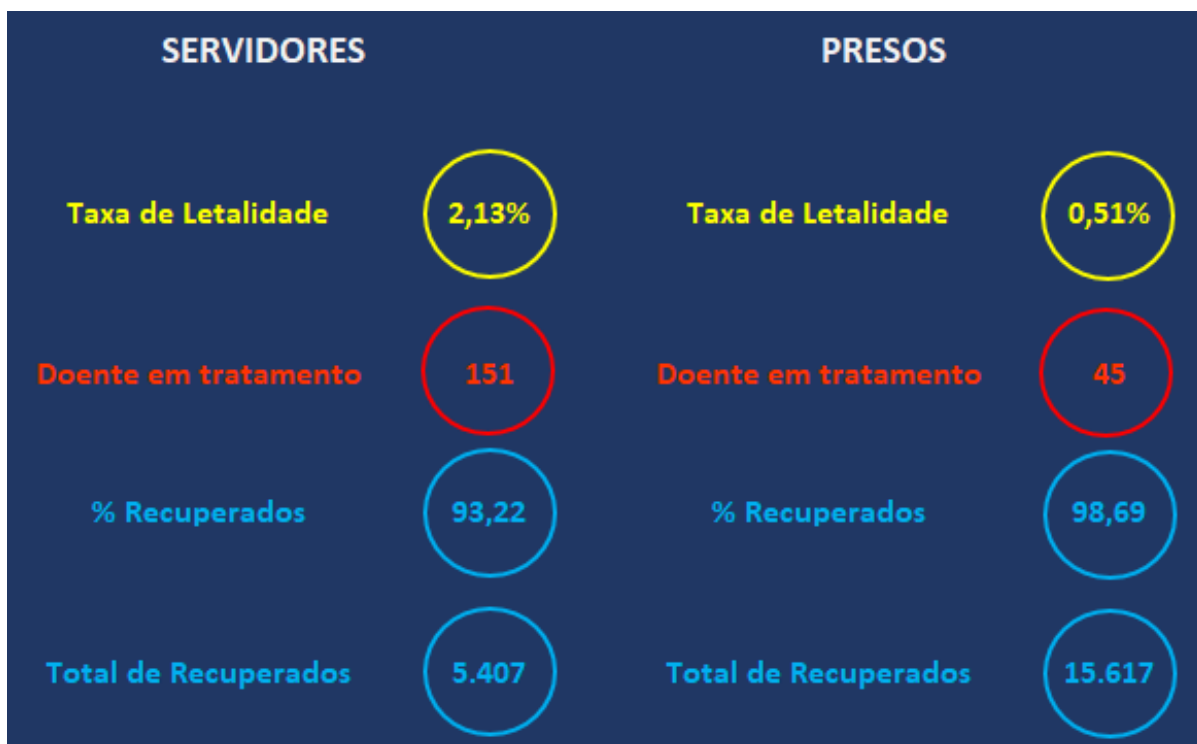 SERVIDORES
PRESOS
Taxa de Letalidade
2,13%
Taxa de Letalidade
0,51%
Doente em tratamento
151
Doente em tratamento
45
% Recuperados
93,22
% Recuperados
98,69
Total de Recuperados
5.407
Total de Recuperados
15.617